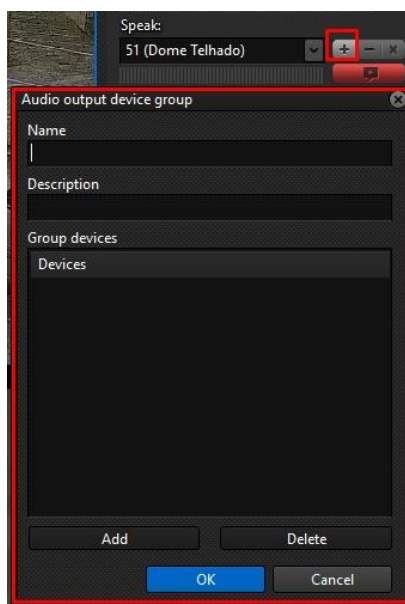 Speak:
51 (Dome Telhado)
Audio output device group
Name
Description
Group devices
Devices
Add Delete
OK Cancel